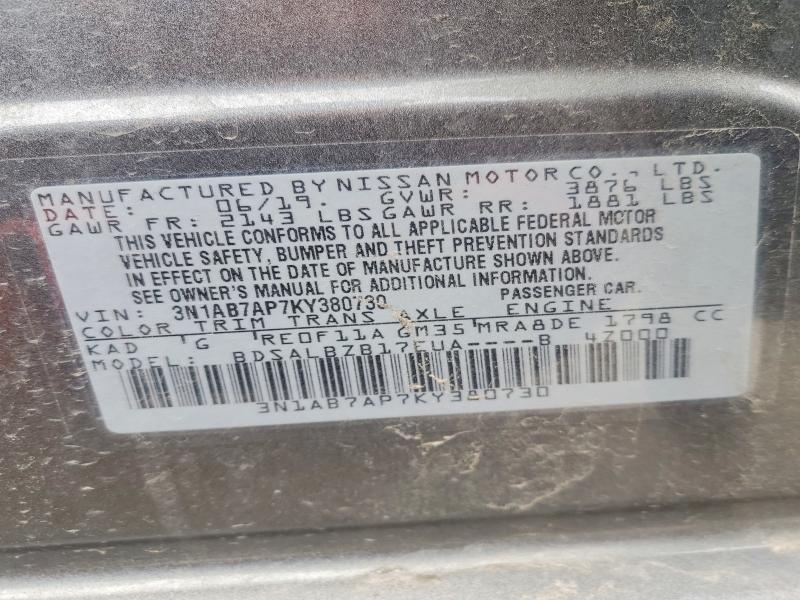 MANUFACTURED BY NISSAN MOTOR CO., LTD.
DATE: 06/19. GVWR: 3876 LBS
GAWR FR: 2143 LBS GAWR RR: 1881 LBS
THIS VEHICLE CONFORMS TO ALL APPLICABLE FEDERAL MOTOR
VEHICLE SAFETY, BUMPER AND THEFT PREVENTION STANDARDS
IN EFFECT ON THE DATE OF MANUFACTURE SHOWN ABOVE.
SEE OWNER'S MANUAL FOR ADDITIONAL INFORMATION.
VIN: 3N1AB7AP7KY380730 PASSENGER CAR.
COLOR TRIM TRANS AXLE ENGINE
KAD G RE0F11A GM35 MRA8DE 1798 CC
MODEL: BDSALBZB17EUA----B 4Z000
3N1AB7AP7KY380730